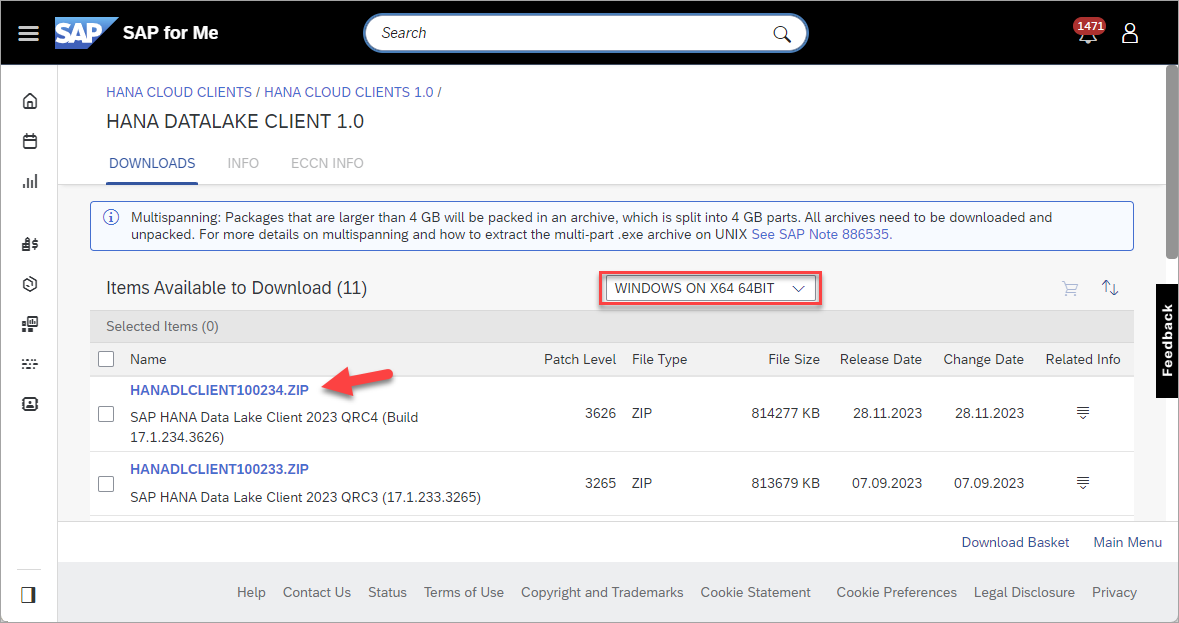 SAP SAP for Me
Search
1471
HANA CLOUD CLIENTS / HANA CLOUD CLIENTS 1.0 /
HANA DATALAKE CLIENT 1.0
DOWNLOADS INFO ECCN INFO
Multispanning: Packages that are larger than 4 GB will be packed in an archive, which is split into 4 GB parts. All archives need to be downloaded and
unpacked. For more details on multispanning and how to extract the multi-part .exe archive on UNIX See SAP Note 886535.
Items Available to Download (11)
WINDOWS ON X64 64BIT
Selected Items (0)
Name Patch Level File Type File Size Release Date Change Date Related Info
HANADLCLIENT100234.ZIP
SAP HANA Data Lake Client 2023 QRC4 (Build
17.1.234.3626)
3626 ZIP 814277 KB 28.11.2023 28.11.2023
HANADLCLIENT100233.ZIP
SAP HANA Data Lake Client 2023 QRC3 (17.1.233.3265)
3265 ZIP 813679 KB 07.09.2023 07.09.2023
Feedback
Download Basket Main Menu
Help Contact Us Status Terms of Use Copyright and Trademarks Cookie Statement Cookie Preferences Legal Disclosure Privacy